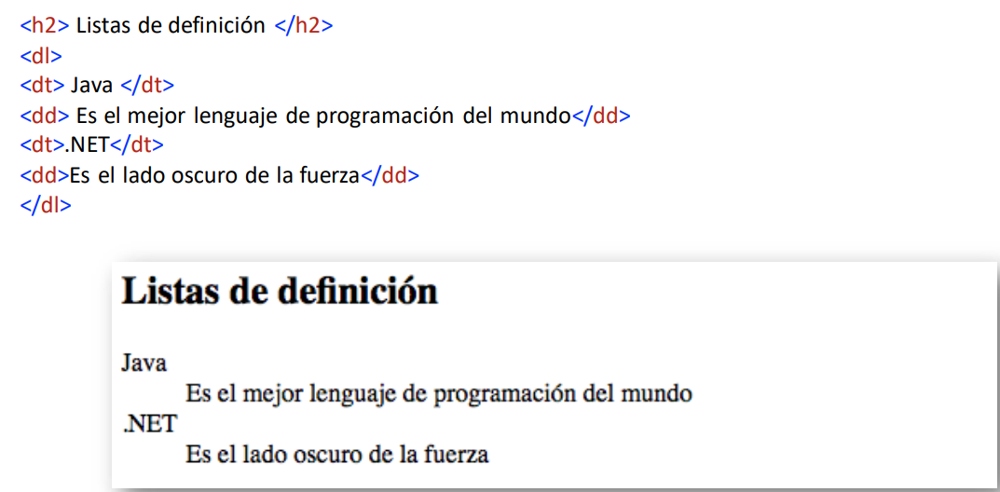 <h2> Listas de definición </h2>
<dl>
<dt> Java </dt>
<dd> Es el mejor lenguaje de programación del mundo</dd>
<dt>.NET</dt>
<dd>Es el lado oscuro de la fuerza</dd>
</dl>
Listas de definición
Java
Es el mejor lenguaje de programación del mundo
.NET
Es el lado oscuro de la fuerza